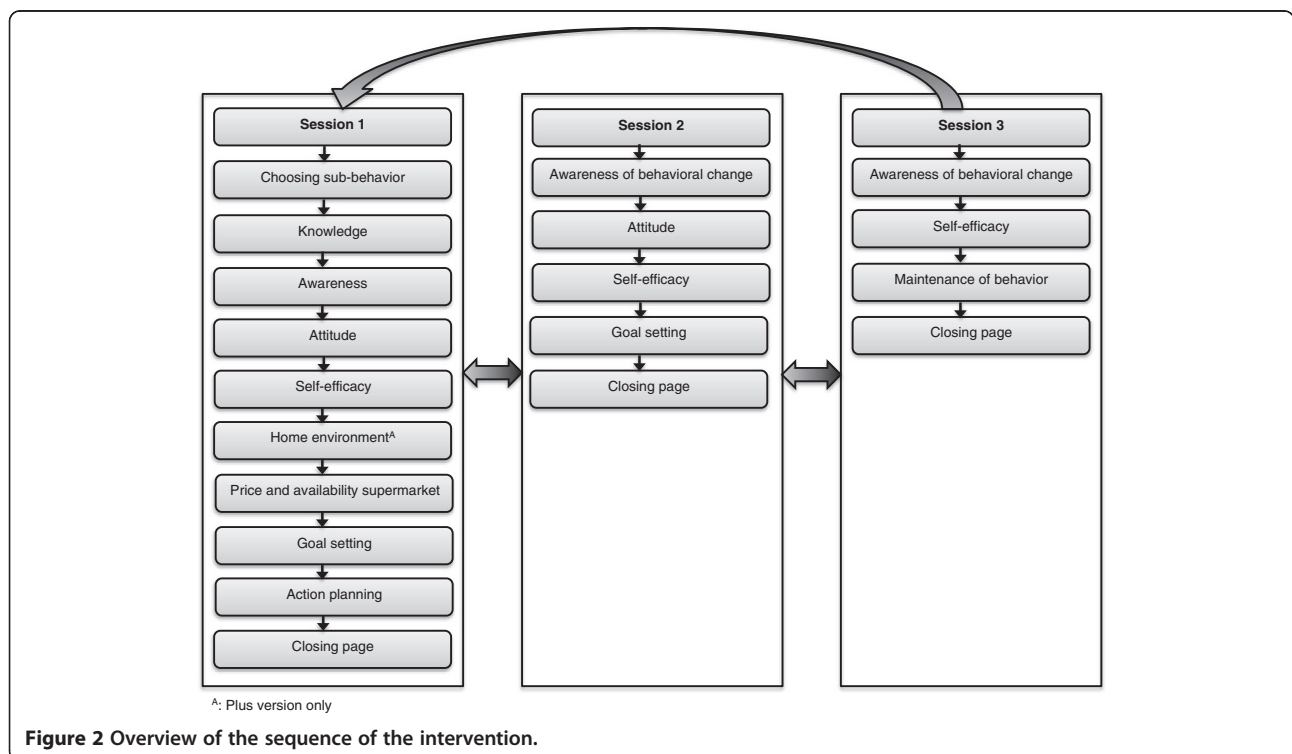 Session 1
Choosing sub-behavior
Knowledge
Awareness
Attitude
Self-efficacy
Home environmentᴬ
Price and availability supermarket
Goal setting
Action planning
Closing page
Session 2
Awareness of behavioral change
Attitude
Self-efficacy
Goal setting
Closing page
Session 3
Awareness of behavioral change
Self-efficacy
Maintenance of behavior
Closing page
ᴬ: Plus version only
Figure 2 Overview of the sequence of the intervention.